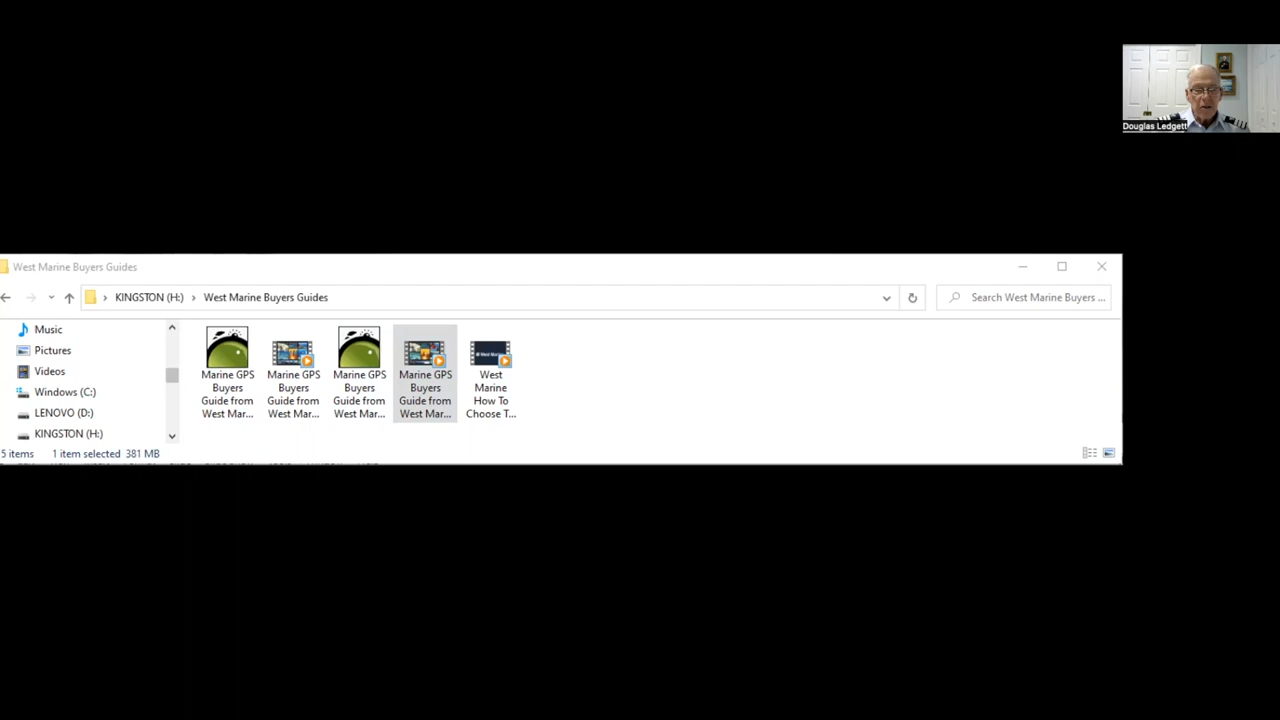 Douglas Ledgett
West Marine Buyers Guides
KINGSTON (H:)
West Marine Buyers Guides
Search West Marine Buyers ...
Music
Pictures
Videos
Windows (C:)
LENOVO (D:)
KINGSTON (H:)
Marine GPS
Buyers
Guide from
West Mar...
Marine GPS
Buyers
Guide from
West Mar...
Marine GPS
Buyers
Guide from
West Mar...
Marine GPS
Buyers
Guide from
West Mar...
West
Marine
How To
Choose T...
5 items 1 item selected 381 MB